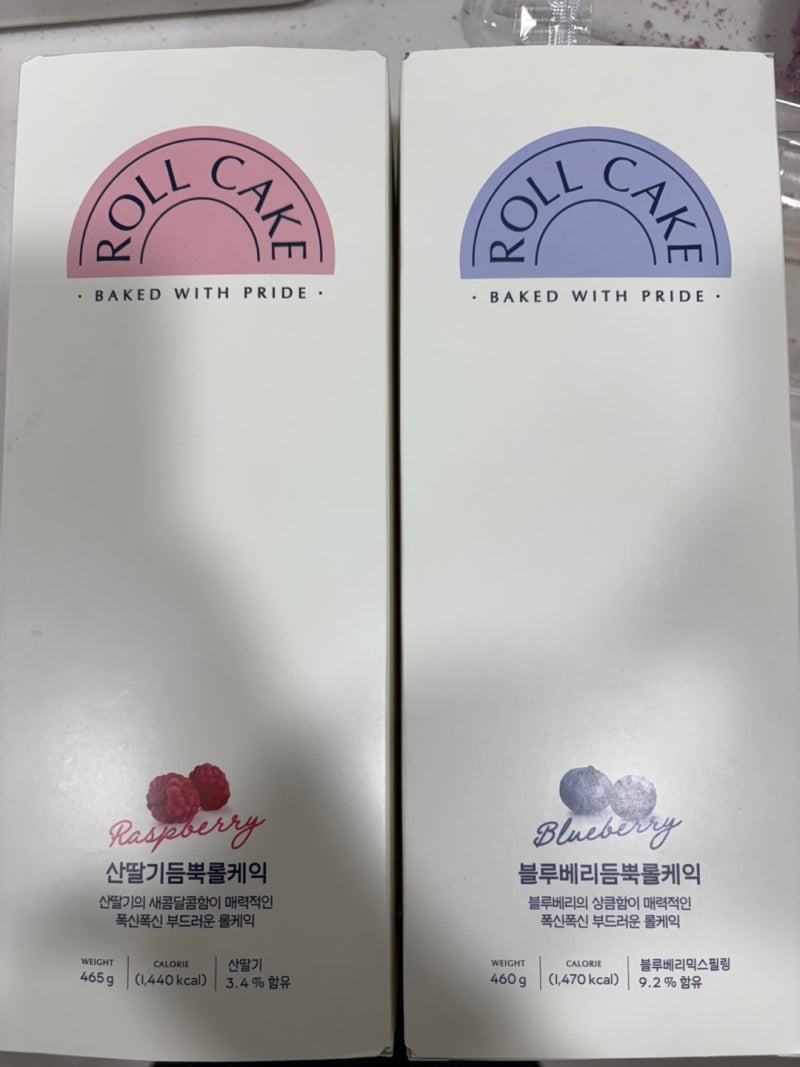 ROLL CAKE
· BAKED WITH PRIDE ·
Raspberry
산딸기듬뿍롤케익
산딸기의 새콤달콤함이 매력적인
폭신폭신 부드러운 롤케익
WEIGHT
465 g
CALORIE
(1,440 kcal)
산딸기
3.4 % 함유
ROLL CAKE
· BAKED WITH PRIDE ·
Blueberry
블루베리듬뿍롤케익
블루베리의 상큼함이 매력적인
폭신폭신 부드러운 롤케익
WEIGHT
460 g
CALORIE
(1,470 kcal)
블루베리믹스필링
9.2 % 함유